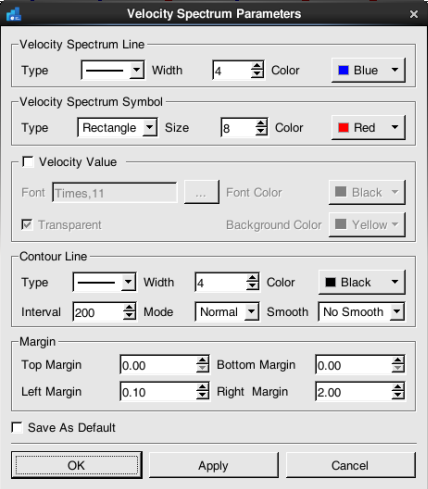 Velocity Spectrum Parameters
Velocity Spectrum Line
Type Width 4 Color Blue
Velocity Spectrum Symbol
Type Rectangle Size 8 Color Red
Velocity Value
Font Times,11 ... Font Color Black
Transparent Background Color Yellow
Contour Line
Type Width 4 Color Black
Interval 200 Mode Normal Smooth No Smooth
Margin
Top Margin 0.00 Bottom Margin 0.00
Left Margin 0.10 Right Margin 2.00
Save As Default
OK Apply Cancel